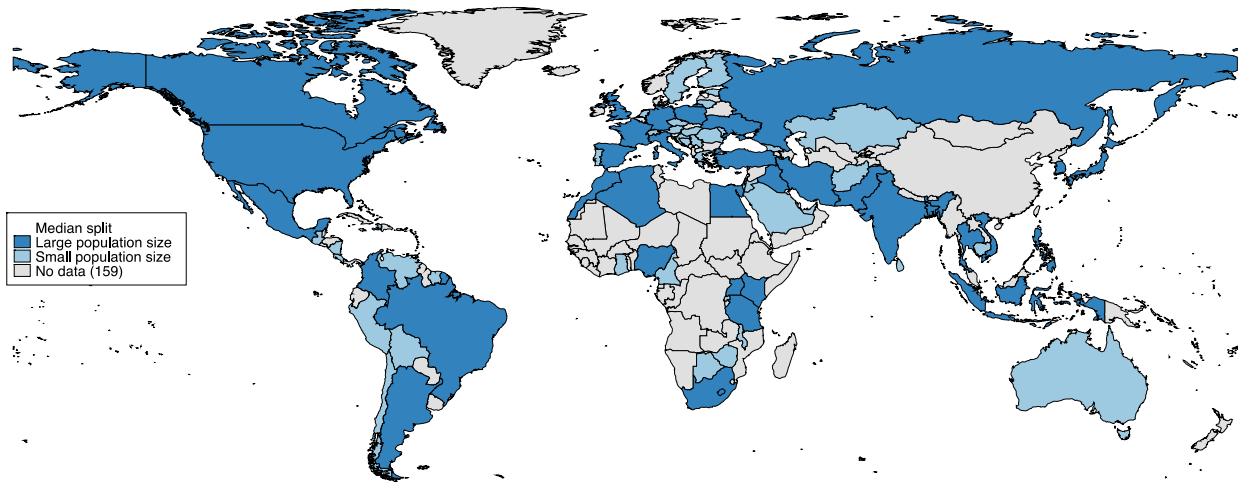 Median split
Large population size
Small population size
No data (159)